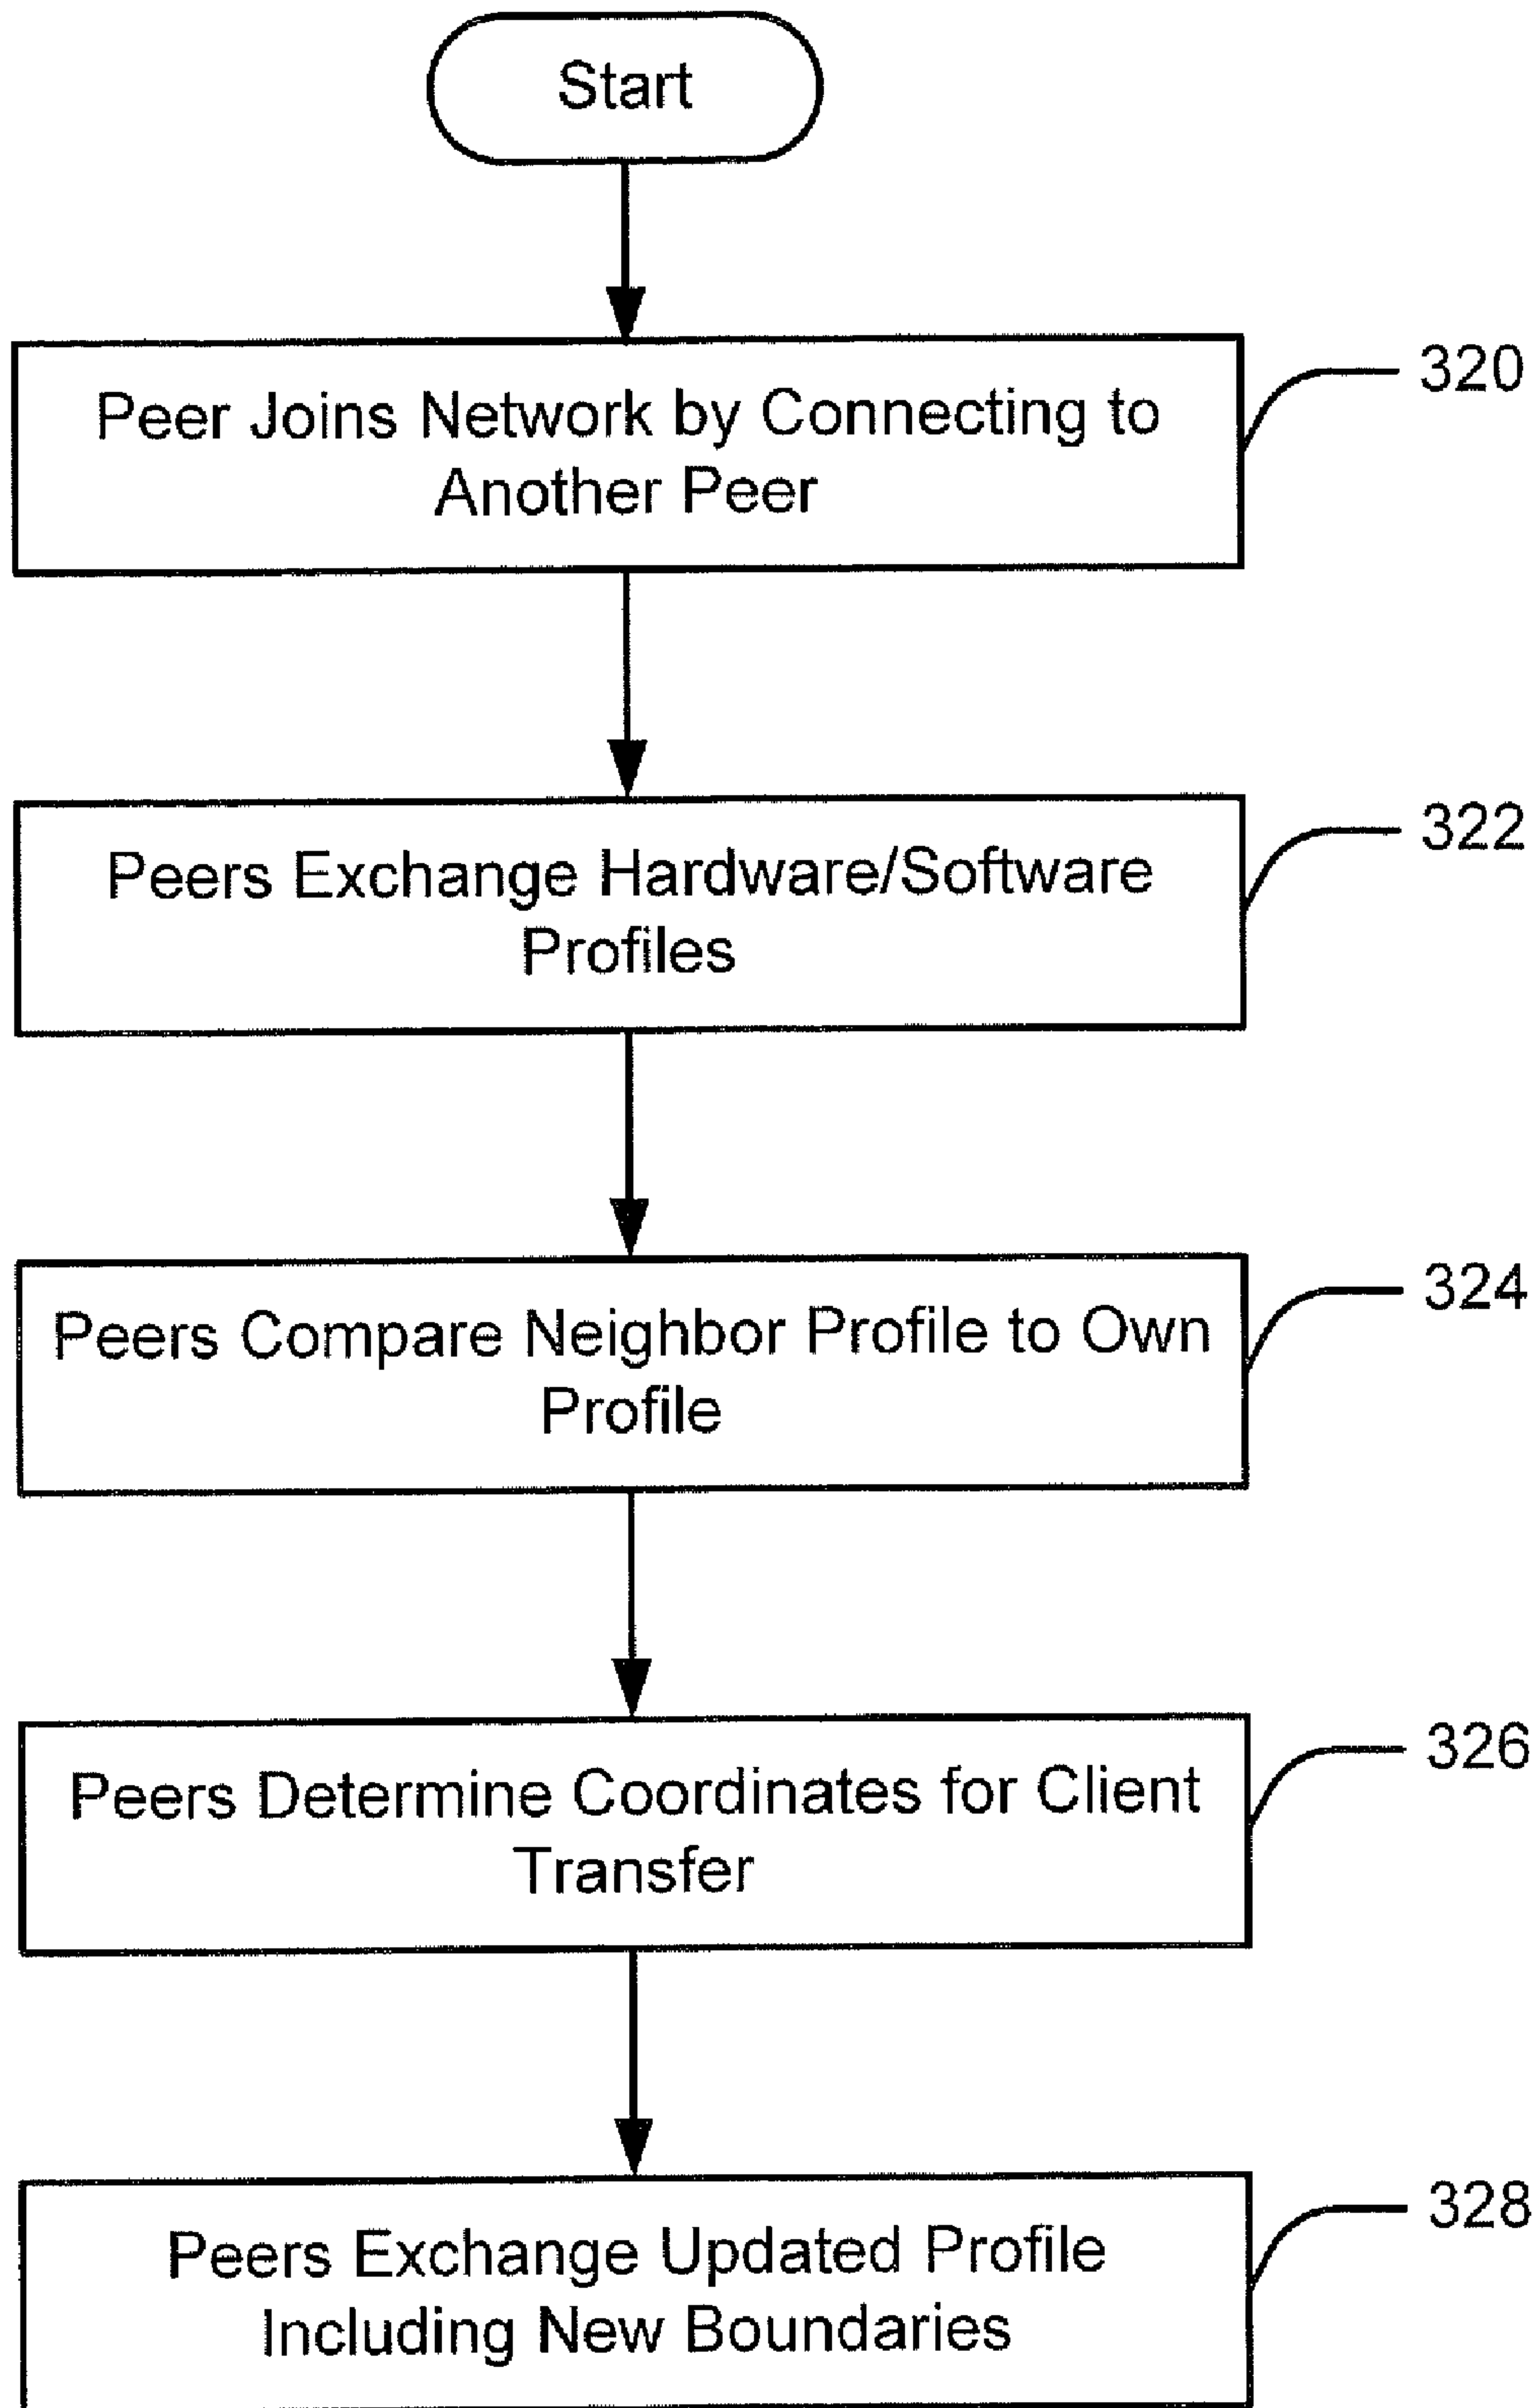 Start
320
Peer Joins Network by Connecting to
Another Peer
322
Peers Exchange Hardware/Software
Profiles
324
Peers Compare Neighbor Profile to Own
Profile
326
Peers Determine Coordinates for Client
Transfer
328
Peers Exchange Updated Profile
Including New Boundaries